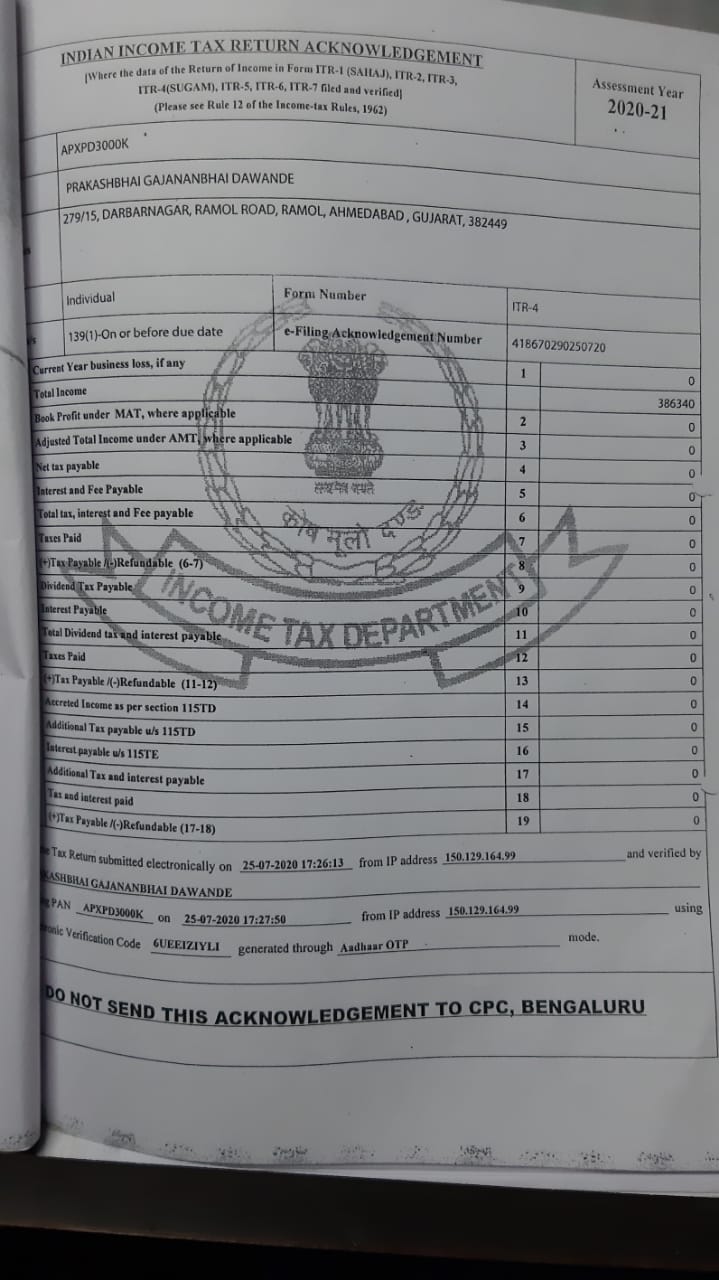 INDIAN INCOME TAX RETURN ACKNOWLEDGEMENT
[Where the data of the Return of Income in Form ITR-1 (SAHAJ), ITR-2, ITR-3,
ITR-4(SUGAM), ITR-5, ITR-6, ITR-7 filed and verified]
(Please see Rule 12 of the Income-tax Rules, 1962)
Assessment Year
2020-21
APXPD3000K
PRAKASHBHAI GAJANANBHAI DAWANDE
279/15, DARBARNAGAR, RAMOL ROAD, RAMOL, AHMEDABAD , GUJARAT, 382449
Individual Form Number ITR-4
139(1)-On or before due date e-Filing Acknowledgement Number 418670290250720
Current Year business loss, if any 1 0
Total Income 386340
Book Profit under MAT, where applicable 2 0
Adjusted Total Income under AMT, where applicable 3 0
Net tax payable 4 0
Interest and Fee Payable 5 0
Total tax, interest and Fee payable 6 0
Taxes Paid 7 0
(+)Tax Payable /(-)Refundable (6-7) 8 0
Dividend Tax Payable 9 0
Interest Payable 10 0
Total Dividend tax and interest payable 11 0
Taxes Paid 12 0
(+)Tax Payable /(-)Refundable (11-12) 13 0
Accreted Income as per section 115TD 14 0
Additional Tax payable u/s 115TD 15 0
Interest payable u/s 115TE 16 0
Additional Tax and interest payable 17 0
Tax and interest paid 18 0
(+)Tax Payable /(-)Refundable (17-18) 19 0
सत्यमेव जयते
कोष मूलो दण्डः
INCOME TAX DEPARTMENT
Tax Return submitted electronically on 25-07-2020 17:26:13 from IP address 150.129.164.99 and verified by
KASHBHAI GAJANANBHAI DAWANDE
PAN APXPD3000K on 25-07-2020 17:27:50 from IP address 150.129.164.99 using
ronic Verification Code 6UEEIZIYLI generated through Aadhaar OTP mode.
DO NOT SEND THIS ACKNOWLEDGEMENT TO CPC, BENGALURU